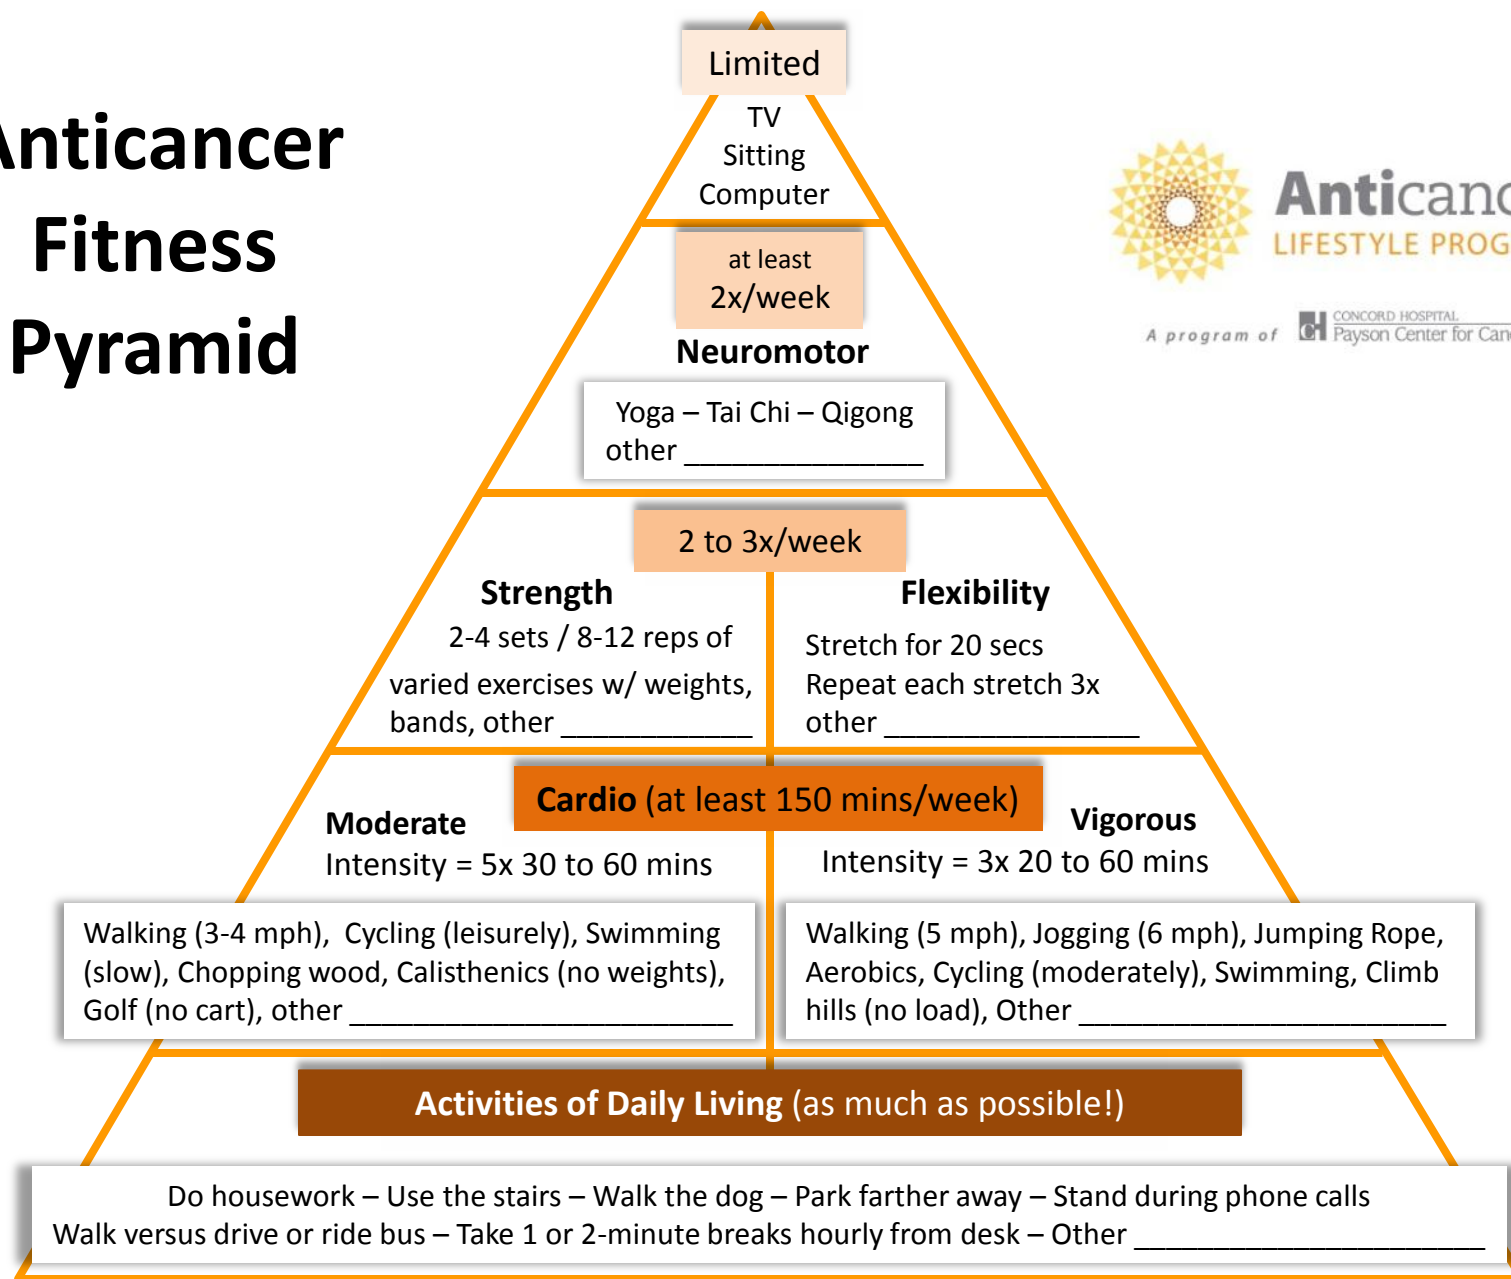 Anticancer
Fitness
Pyramid
Limited
TV
Sitting
Computer
LIFESTYLE
A program of
CONCORD HOSPITAL
Payson Center for
at least
2x/week
Neuromotor
Yoga – Tai Chi – Qigong
other _______________
2 to 3x/week
Strength
2-4 sets / 8-12 reps of
varied exercises w/ weights,
bands, other ____________
Flexibility
Stretch for 20 secs
Repeat each stretch 3x
other ________________
Cardio (at least 150 mins/week)
Moderate
Intensity = 5x 30 to 60 mins
Walking (3-4 mph), Cycling (leisurely), Swimming
(slow), Chopping wood, Calisthenics (no weights),
Golf (no cart), other ________________________
Vigorous
Intensity = 3x 20 to 60 mins
Walking (5 mph), Jogging (6 mph), Jumping Rope,
Aerobics, Cycling (moderately), Swimming, Climb
hills (no load), Other _______________________
Activities of Daily Living (as much as possible!)
Do housework – Use the stairs – Walk the dog – Park farther away – Stand during phone calls
Walk versus drive or ride bus – Take 1 or 2-minute breaks hourly from desk – Other ______________________